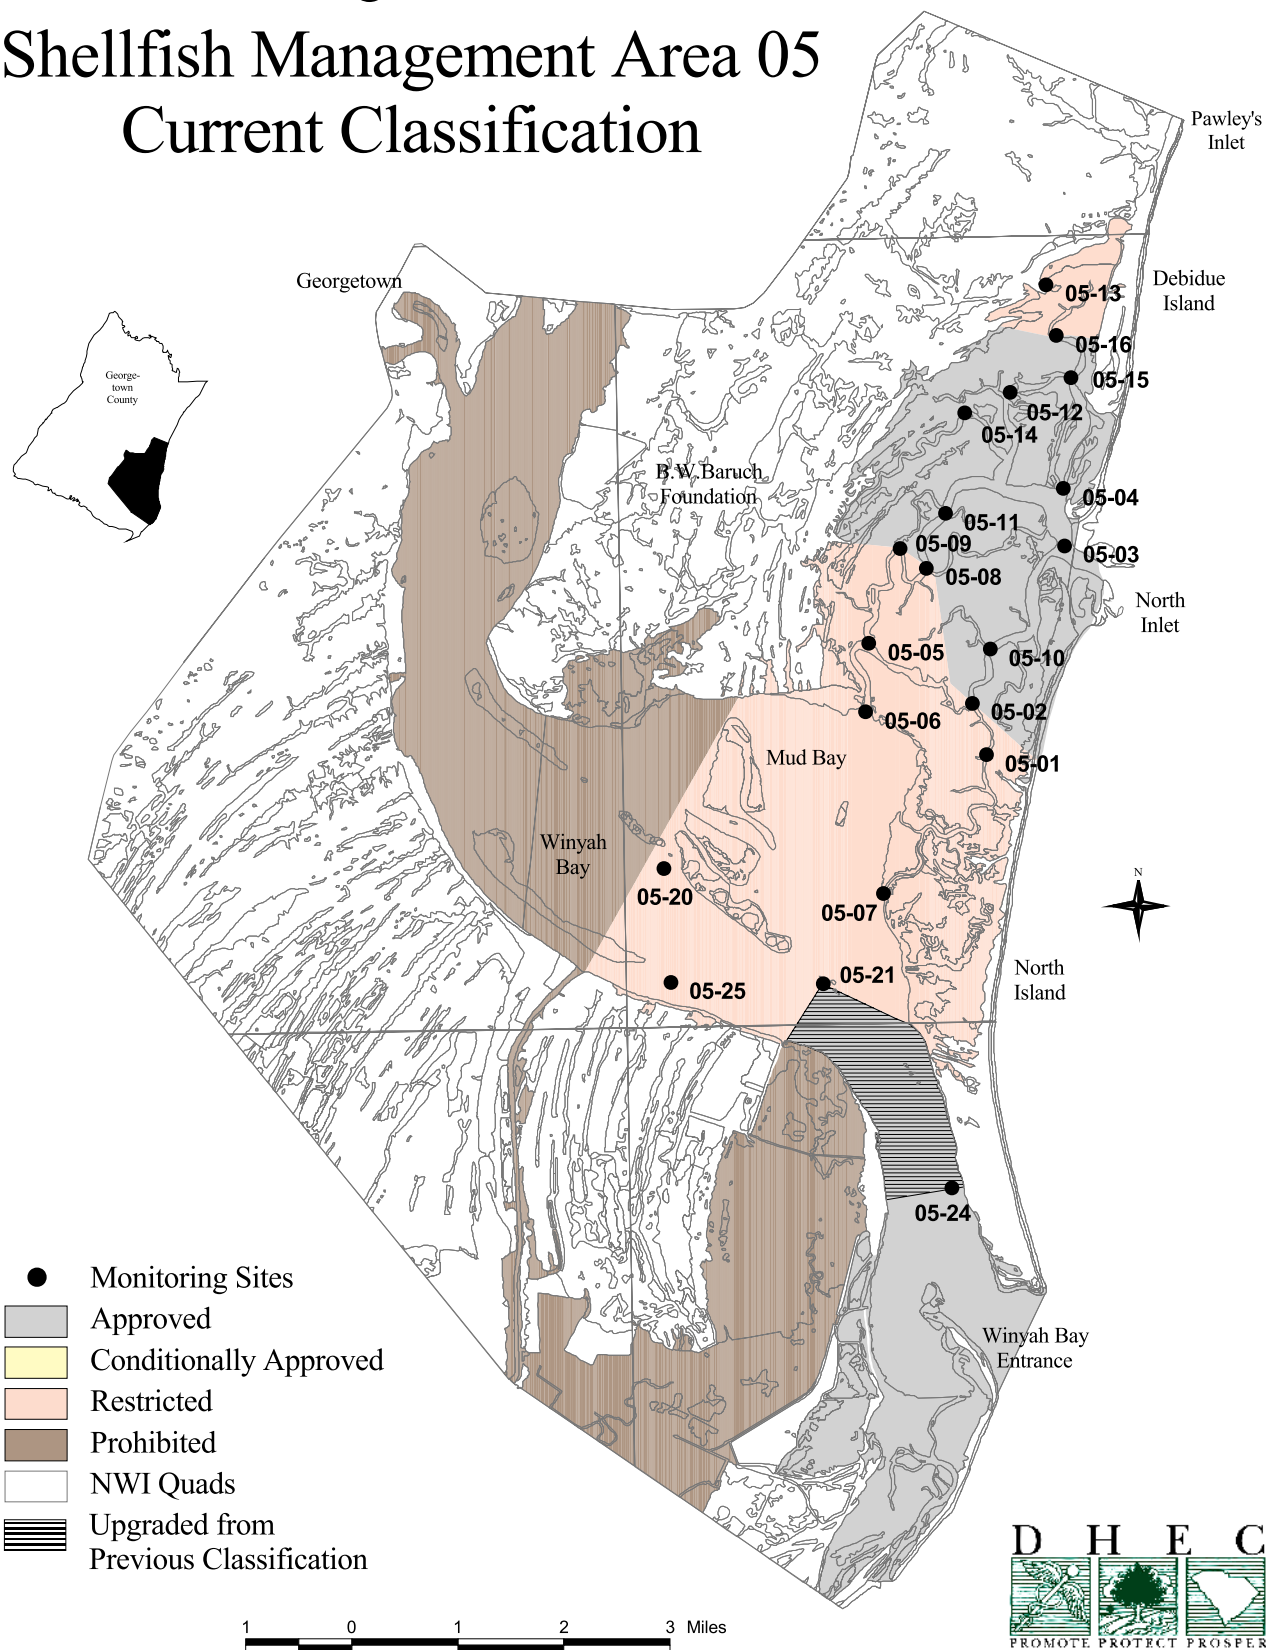 Shellfish Management Area 05
Current Classification
Pawley's
Inlet
Georgetown
Debidue
Island
05-13
05-16
05-15
05-12
05-14
George-
town
County
B.W.Baruch
Foundation
05-04
05-11
05-09
05-03
05-08
North
Inlet
05-05
05-10
05-02
05-06
Mud Bay
05-01
Winyah
Bay
N
05-20
05-07
05-21
05-25
North
Island
05-24
Winyah Bay
Entrance
Monitoring Sites
Approved
Conditionally Approved
Restricted
Prohibited
NWI Quads
Upgraded from
Previous Classification
1 0 1 2 3 Miles
D H E C
PROMOTE PROTECT PROSPER